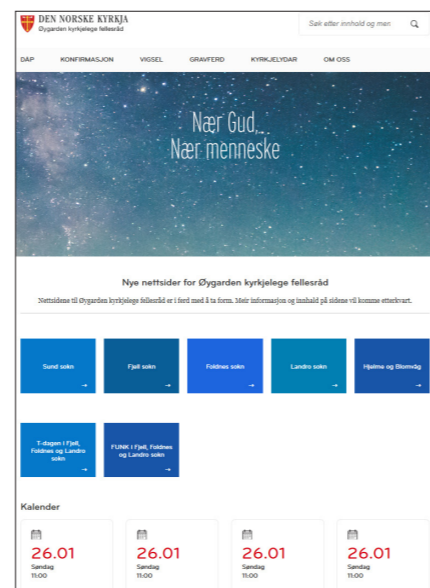 DEN NORSKE KYRKJA
Øygarden kyrkjelege fellesråd
Søk etter innhold og men
DÅP KONFIRMASJON VIGSEL GRAVFERD KYRKJELYDAR OM OSS
Nær Gud,
Nær menneske
Nye nettsider for Øygarden kyrkjelege fellesråd
Nettsidene til Øygarden kyrkjelege fellesråd er i ferd med å ta form. Meir informasjon og innhald på sidene vil komme etterkvart.
Sund sokn
Fjell sokn
Foldnes sokn
Landro sokn
Hjelme og Blomvåg
T-dagen i Fjell,
Foldnes og Landro
sokn
FUNK i Fjell, Foldnes
og Landro sokn
Kalender
26.01
Søndag
11:00
26.01
Søndag
11:00
26.01
Søndag
11:00
26.01
Søndag
11:00